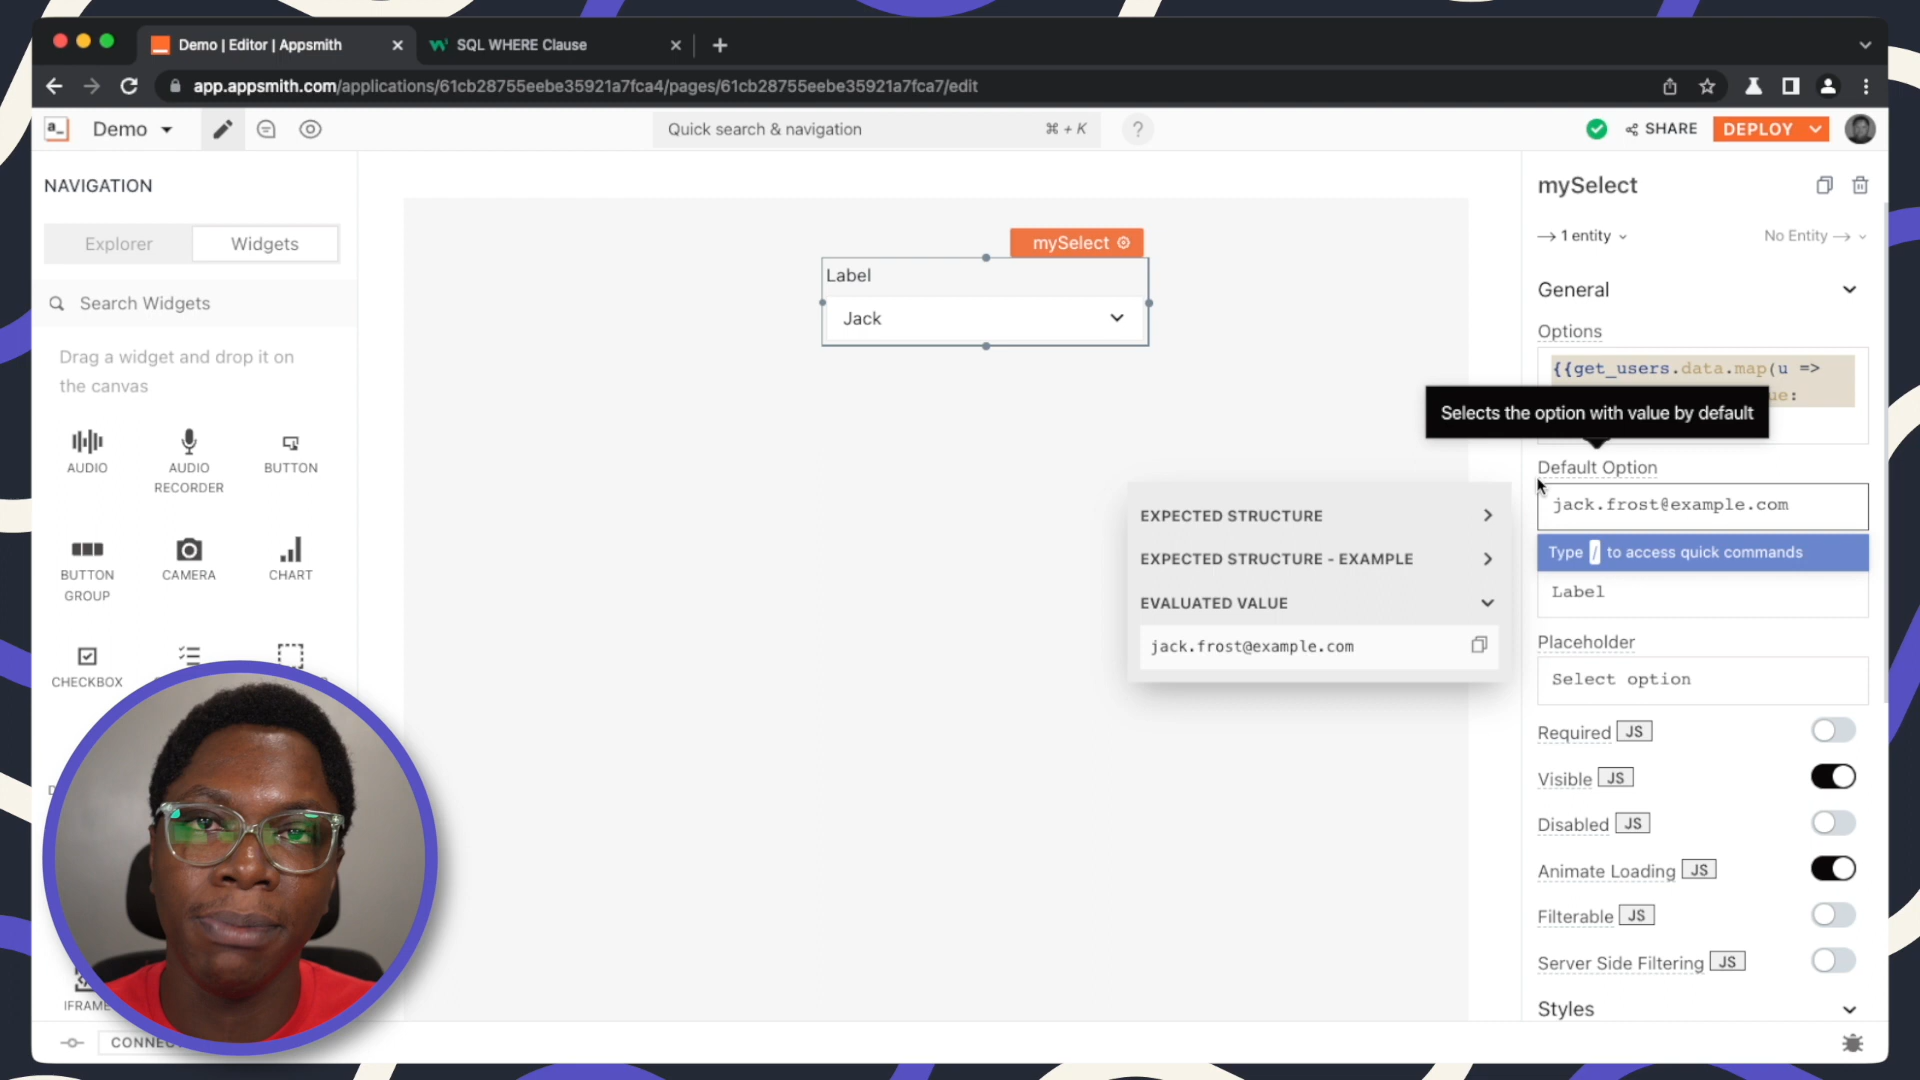 Demo | Editor | Appsmith
SQL WHERE Clause
app.appsmith.com/applications/61cb28755eebe35921a7fca4/pages/61cb28755eebe35921a7fca7/edit
a_
Demo
Quick search & navigation
⌘ + K
?
SHARE
DEPLOY
NAVIGATION
Explorer
Widgets
Search Widgets
Drag a widget and drop it on
the canvas
AUDIO
AUDIO
RECORDER
BUTTON
BUTTON
GROUP
CAMERA
CHART
CHECKBOX
IFRAME
CONNEC
mySelect
Label
Jack
mySelect
1 entity
No Entity
General
Options
{{get_users.data.map(u =>
ue:
Selects the option with value by default
Default Option
jack.frost@example.com
Type / to access quick commands
Label
EXPECTED STRUCTURE
EXPECTED STRUCTURE - EXAMPLE
EVALUATED VALUE
jack.frost@example.com
Placeholder
Select option
Required JS
Visible JS
Disabled JS
Animate Loading JS
Filterable JS
Server Side Filtering JS
Styles